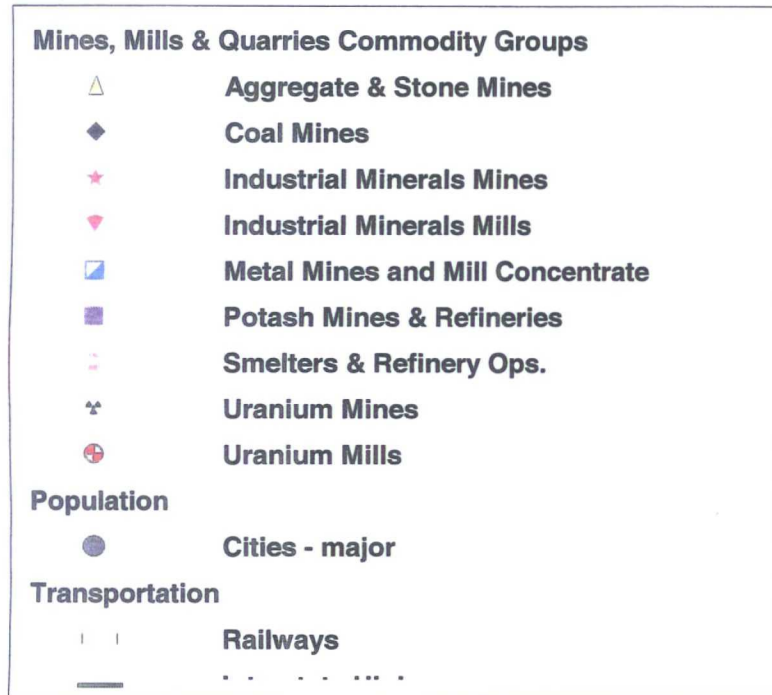 Mines, Mills & Quarries Commodity Groups
Aggregate & Stone Mines
Coal Mines
Industrial Minerals Mines
Industrial Minerals Mills
Metal Mines and Mill Concentrate
Potash Mines & Refineries
Smelters & Refinery Ops.
Uranium Mines
Uranium Mills
Population
Cities - major
Transportation
Railways